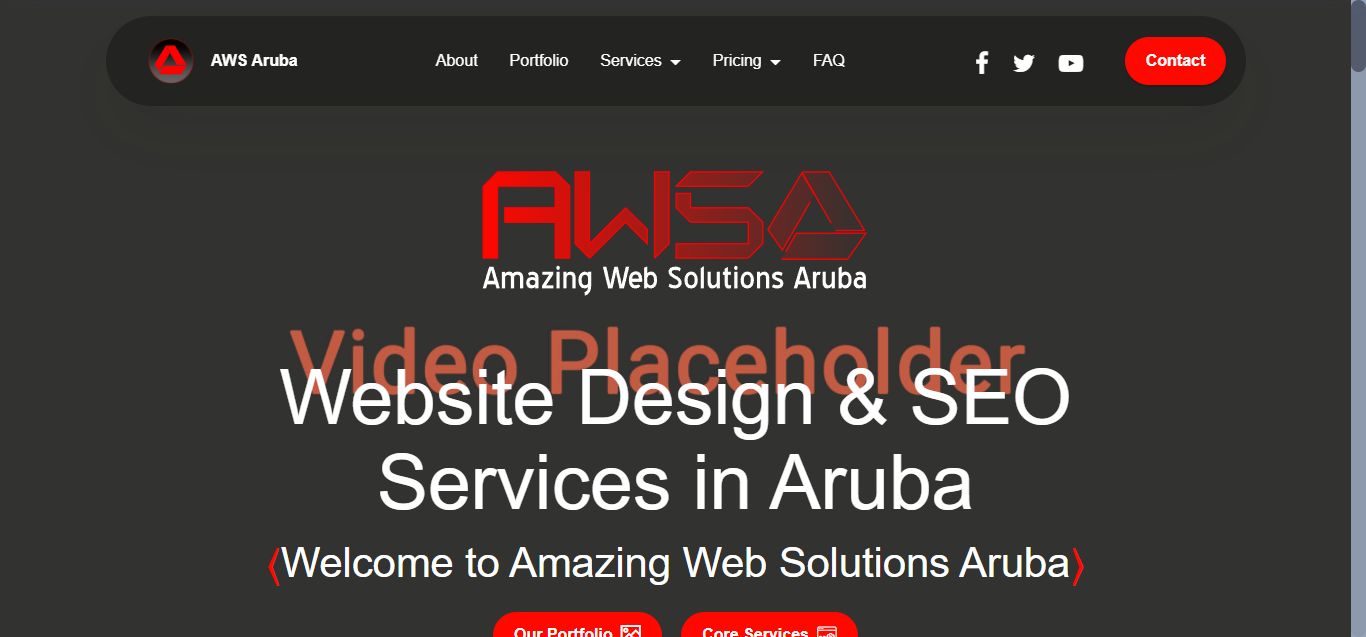 AWS Aruba
About
Portfolio
Services
Pricing
FAQ
Contact
AWSA
Amazing Web Solutions Aruba
Video Placeholder
Website Design & SEO
Services in Aruba
⟨Welcome to Amazing Web Solutions Aruba⟩
Our Portfolio
Core Services